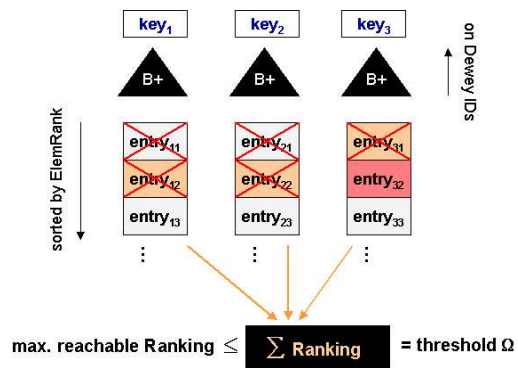 key₁ key₂ key₃
B+ B+ B+
on Dewey IDs
sorted by ElemRank
entry₁₁ entry₂₁ entry₃₁
entry₁₂ entry₂₂ entry₃₂
entry₁₃ entry₂₃ entry₃₃
⋮ ⋮ ⋮
max. reachable Ranking ≤ ∑ Ranking = threshold Ω